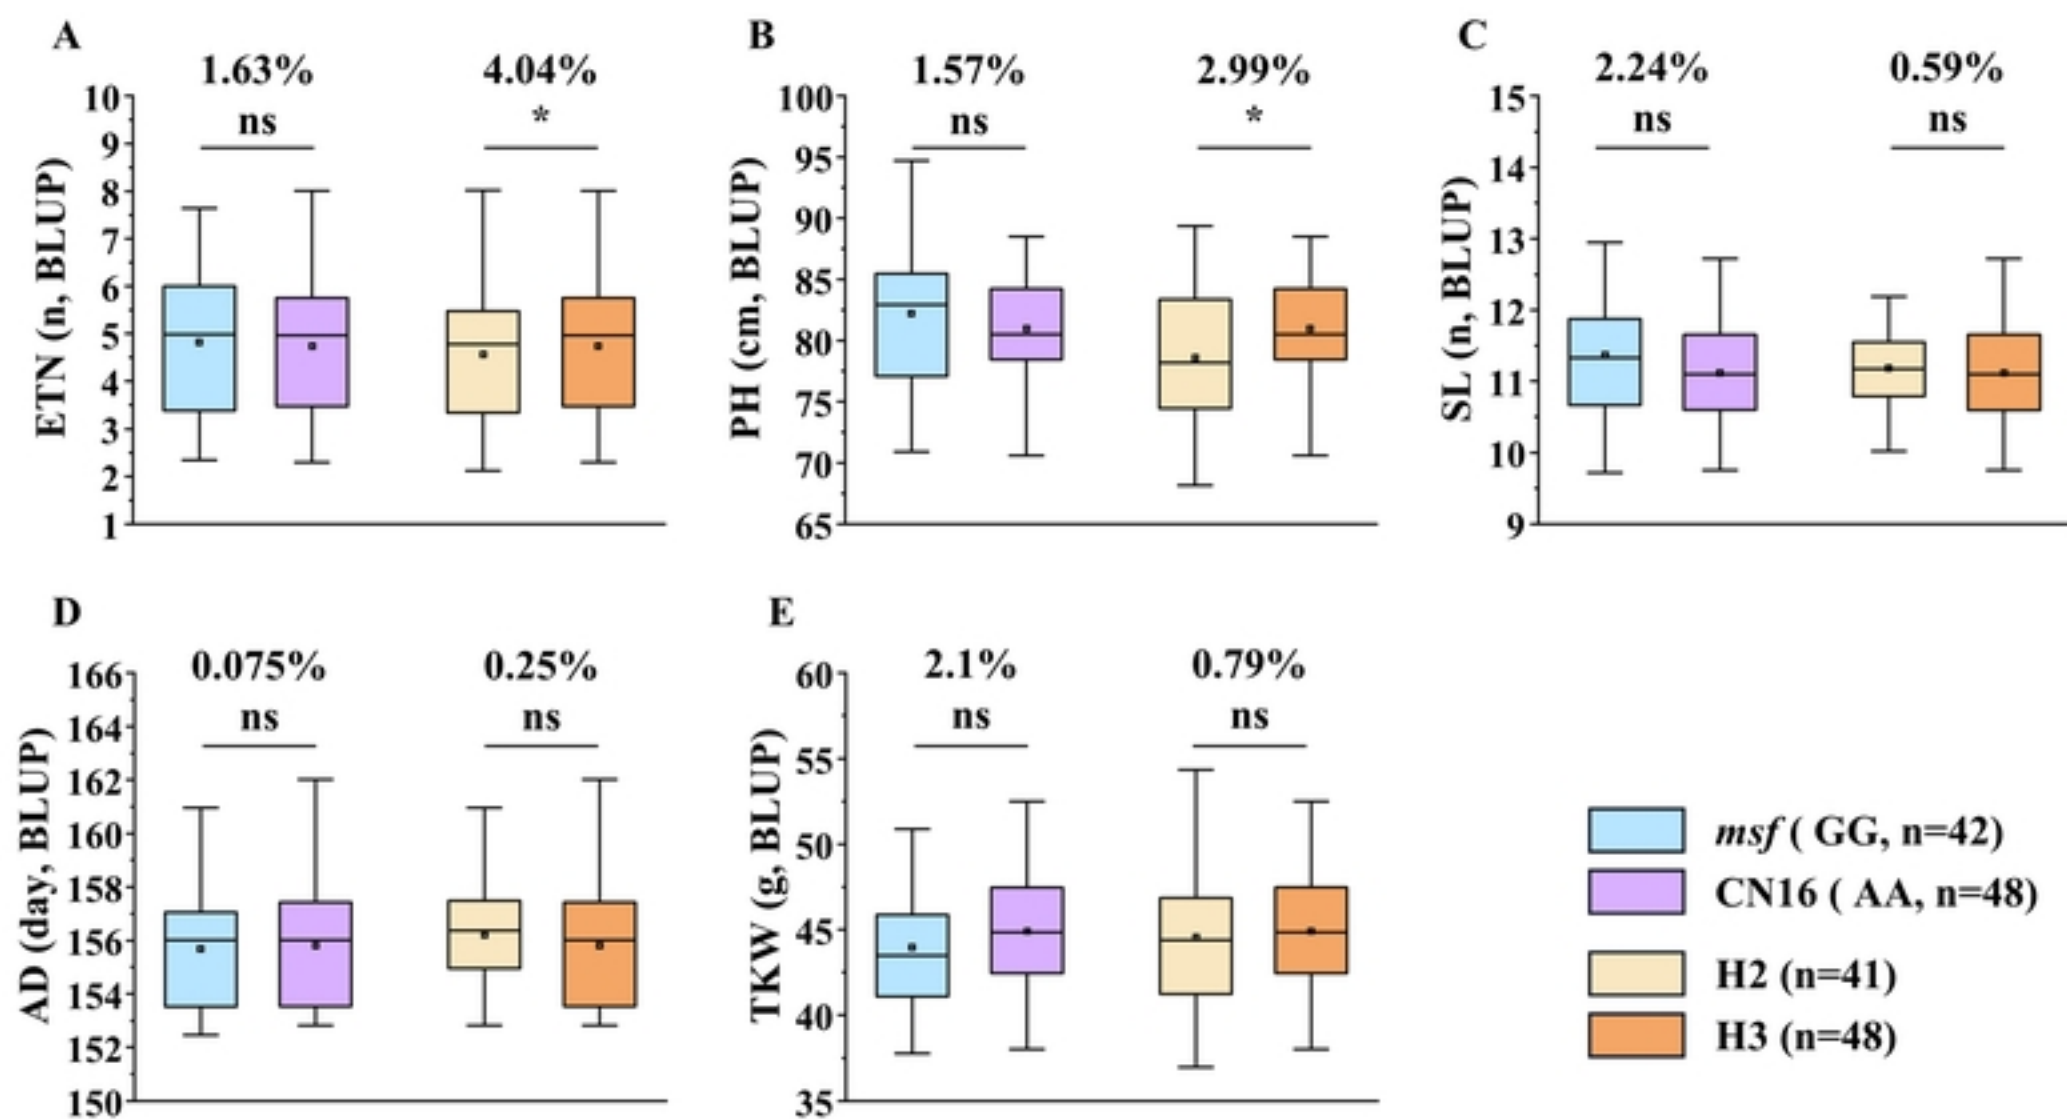 A
1.63%
4.04%
ns
*
ETN (n, BLUP)
10
9
8
7
6
5
4
3
2
1
B
1.57%
2.99%
ns
*
PH (cm, BLUP)
100
95
90
85
80
75
70
65
C
2.24%
0.59%
ns
ns
SL (n, BLUP)
15
14
13
12
11
10
9
D
0.075%
0.25%
ns
ns
AD (day, BLUP)
166
164
162
160
158
156
154
152
150
E
2.1%
0.79%
ns
ns
TKW (g, BLUP)
60
55
50
45
40
35
msf ( GG, n=42)
CN16 ( AA, n=48)
H2 (n=41)
H3 (n=48)